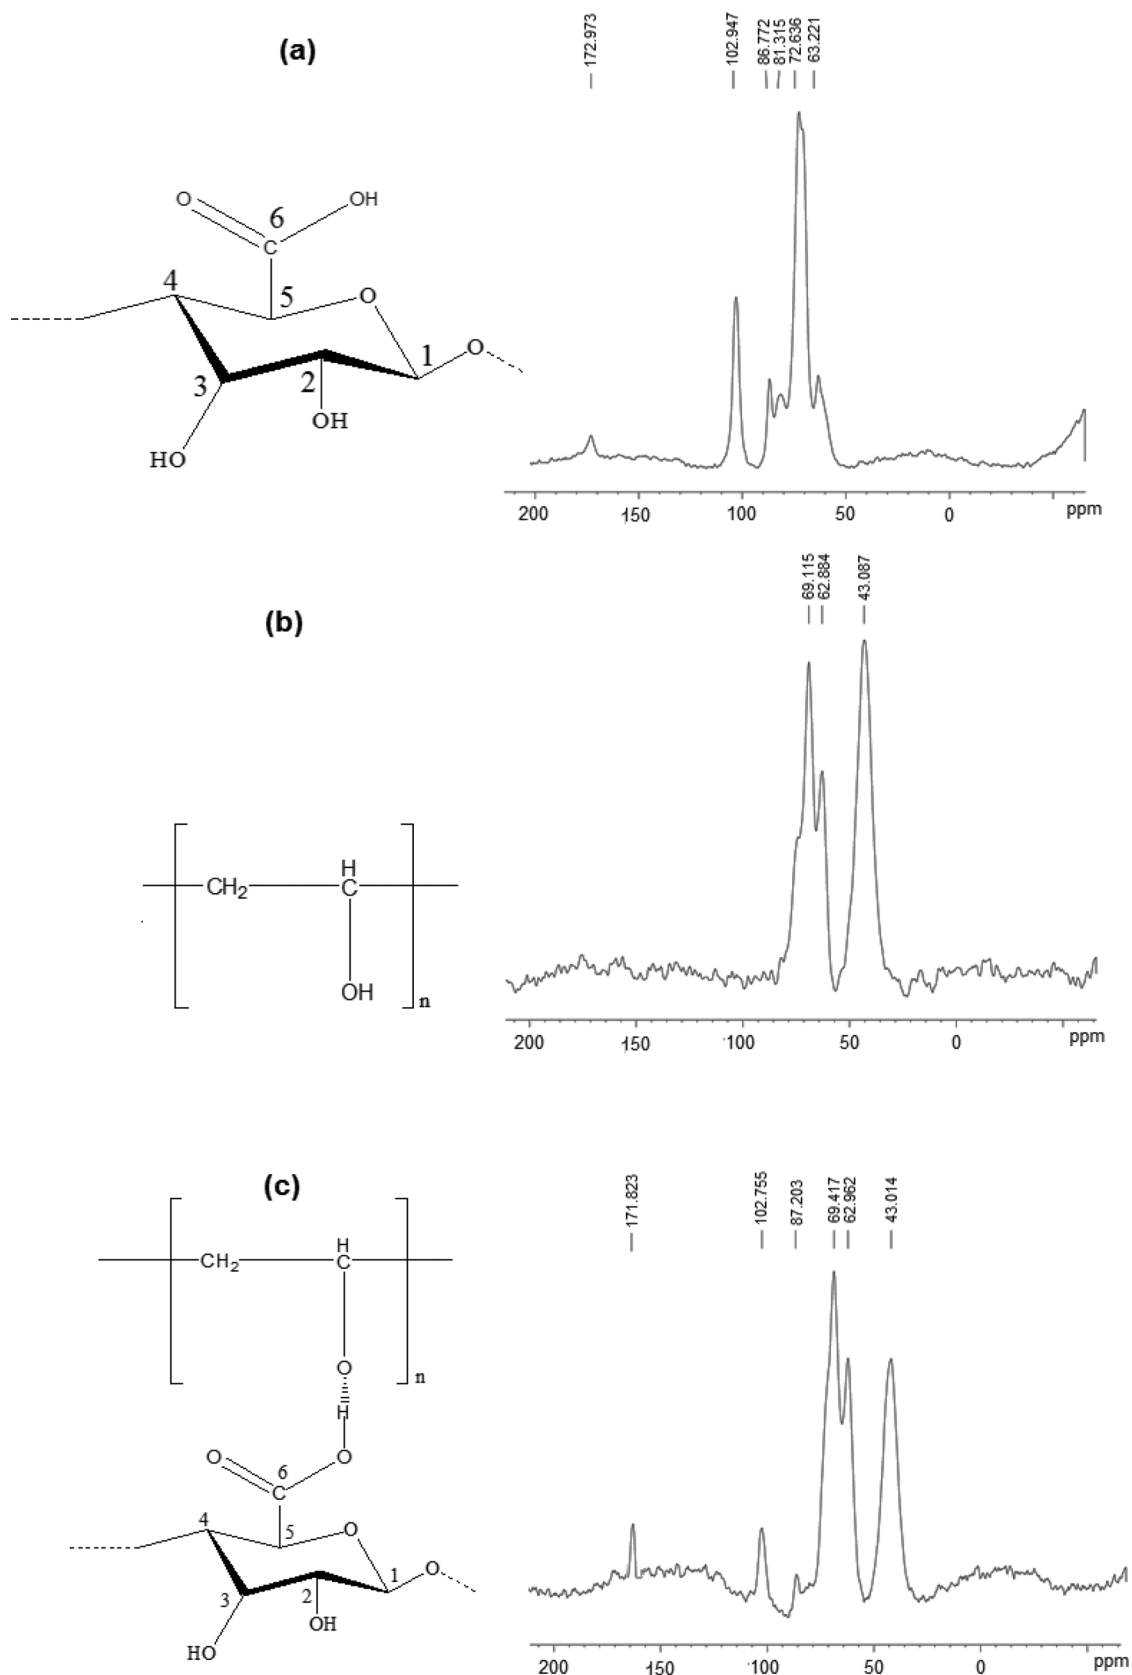 (a)
172.973
102.947
86.772
81.315
72.636
63.221
O
OH
6
C
4
5
O
1
O
3
2
OH
HO
200
150
100
50
0
ppm
(b)
69.115
62.884
43.087
CH2
H
C
OH
n
200
150
100
50
0
ppm
(c)
171.823
102.755
87.203
69.417
62.962
43.014
CH2
H
C
O
n
H
O
O
6
C
4
5
O
1
O
3
2
OH
HO
200
150
100
50
0
ppm